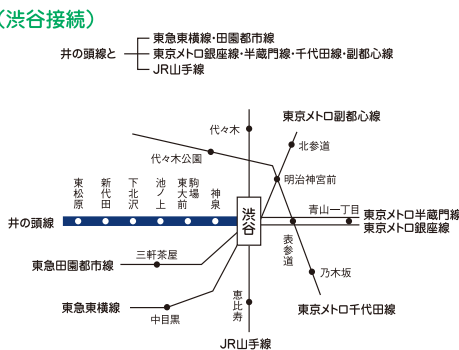 （渋谷接続）
東急東横線・田園都市線
井の頭線と
東京メトロ銀座線・半蔵門線・千代田線・副都心線
JR山手線
東京メトロ副都心線
代々木
北参道
代々木公園
明治神宮前
東松原
新代田
下北沢
池ノ上
駒場東大前
神泉
渋谷
青山一丁目
井の頭線
東京メトロ半蔵門線
東京メトロ銀座線
表参道
三軒茶屋
東急田園都市線
乃木坂
恵比寿
東急東横線
中目黒
東京メトロ千代田線
JR山手線